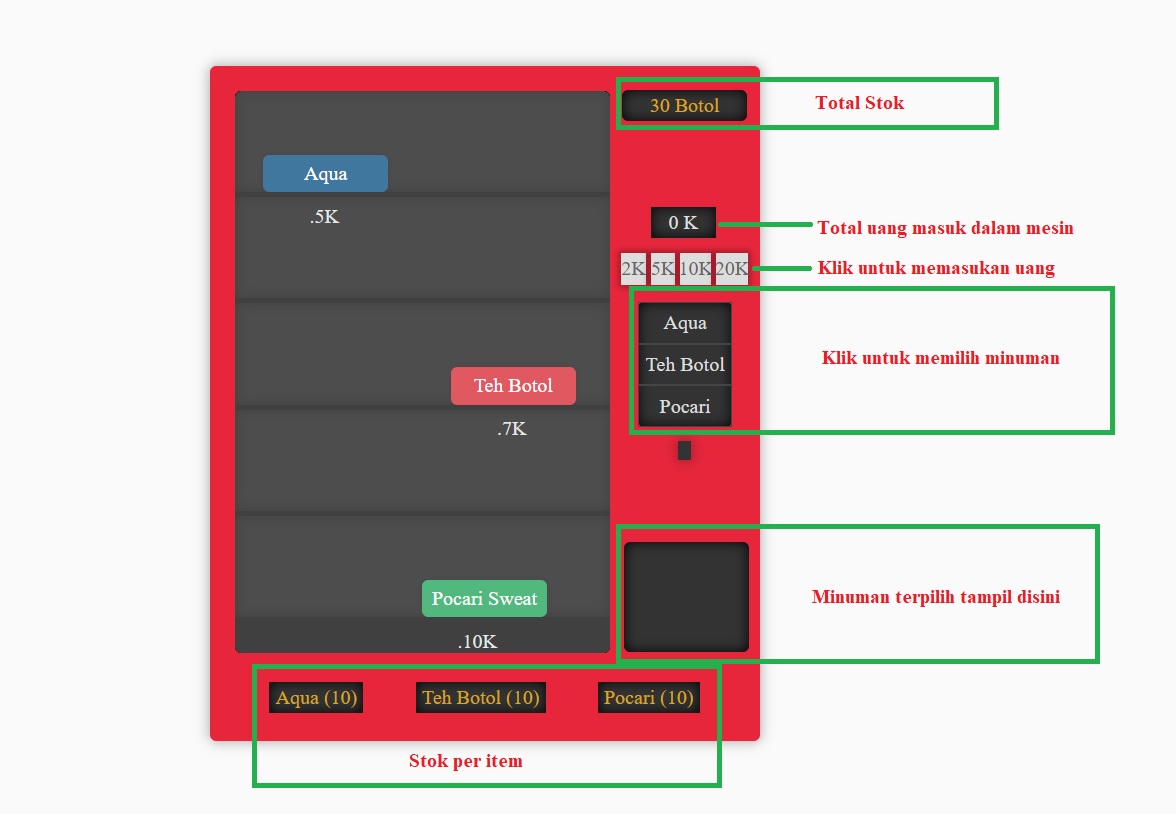 30 Botol
Total Stok
Aqua
.5K
0 K
Total uang masuk dalam mesin
2K 5K 10K 20K
Klik untuk memasukan uang
Aqua
Teh Botol
Pocari
Klik untuk memilih minuman
Teh Botol
.7K
Pocari Sweat
.10K
Minuman terpilih tampil disini
Aqua (10) Teh Botol (10) Pocari (10)
Stok per item